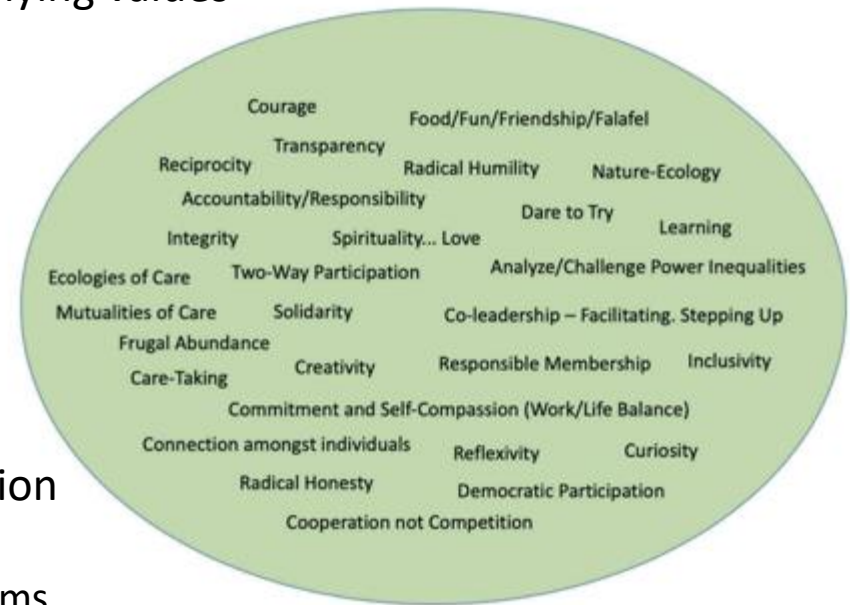 Values
Courage
Food/Fun/Friendship/Falafel
Transparency
Reciprocity
Radical Humility
Nature-Ecology
Accountability/Responsibility
Dare to Try
Learning
Integrity
Spirituality... Love
Ecologies of Care
Two-Way Participation
Analyze/Challenge Power Inequalities
Mutualities of Care
Solidarity
Co-leadership – Facilitating. Stepping Up
Frugal Abundance
Creativity
Responsible Membership
Inclusivity
Care-Taking
Commitment and Self-Compassion (Work/Life Balance)
Connection amongst individuals
Reflexivity
Curiosity
ion
Radical Honesty
Democratic Participation
Cooperation not Competition